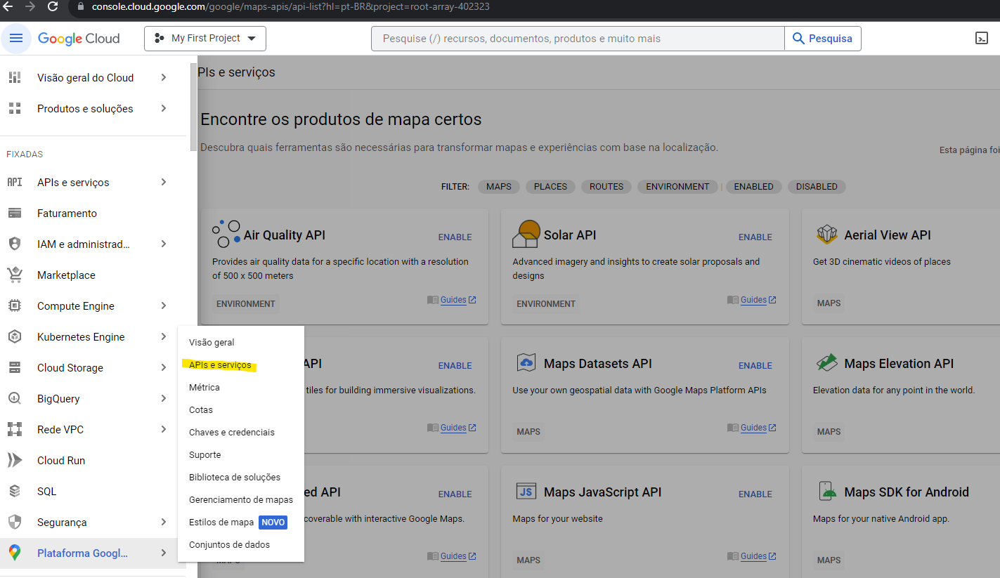 console.cloud.google.com/google/maps-apis/api-list?hl=pt-BR&project=root-array-402323
Google Cloud
My First Project
Pesquise (/) recursos, documentos, produtos e muito mais
Pesquisa
Visão geral do Cloud
Produtos e soluções
FIXADAS
API APIs e serviços
Faturamento
IAM e administrad...
Marketplace
Compute Engine
Kubernetes Engine
Cloud Storage
BigQuery
Rede VPC
Cloud Run
SQL
Segurança
Plataforma Googl...
Visão geral
APIs e serviços
Métrica
Cotas
Chaves e credenciais
Suporte
Biblioteca de soluções
Gerenciamento de mapas
Estilos de mapa NOVO
Conjuntos de dados
PIs e serviços
Encontre os produtos de mapa certos
Descubra quais ferramentas são necessárias para transformar mapas e experiências com base na localização.
Esta página foi
FILTER: MAPS PLACES ROUTES ENVIRONMENT | ENABLED DISABLED
Air Quality API
ENABLE
Provides air quality data for a specific location with a resolution
of 500 x 500 meters
Guides
ENVIRONMENT
Solar API
ENABLE
Advanced imagery and insights to create solar proposals and
designs
Guides
ENVIRONMENT
Aerial View API
Get 3D cinematic videos of places
MAPS
API
ENABLE
tiles for building immersive visualizations.
Guides
Maps Datasets API
ENABLE
Use your own geospatial data with Google Maps Platform APIs
Guides
MAPS
Maps Elevation API
Elevation data for any point in the world.
MAPS
ed API
ENABLE
coverable with interactive Google Maps.
Guides
MAPS
JS Maps JavaScript API
ENABLE
Maps for your website
Guides
MAPS
Maps SDK for Android
Maps for your native Android app.
MAPS